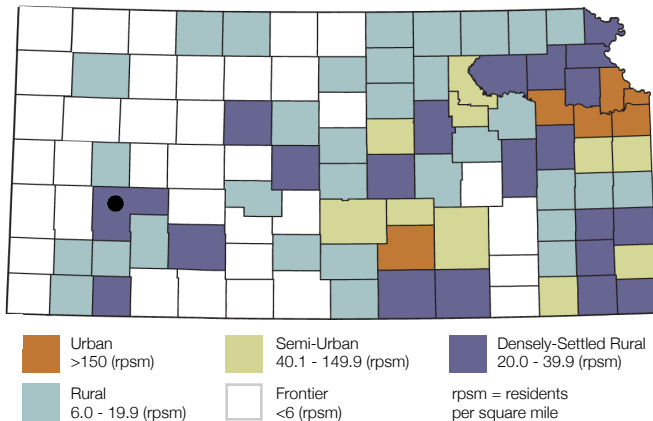 Urban
>150 (rpsm)
Semi-Urban
40.1 - 149.9 (rpsm)
Densely-Settled Rural
20.0 - 39.9 (rpsm)
Rural
6.0 - 19.9 (rpsm)
Frontier
<6 (rpsm)
rpsm = residents
per square mile